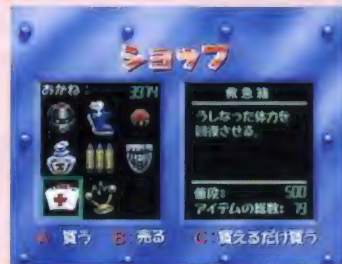 ショップ
おかね: 3974
救急箱
うしなった体力を
回復させる。
値段: 500
アイテムの総数: 79
A: 買う B: 売る C: 買えるだけ買う